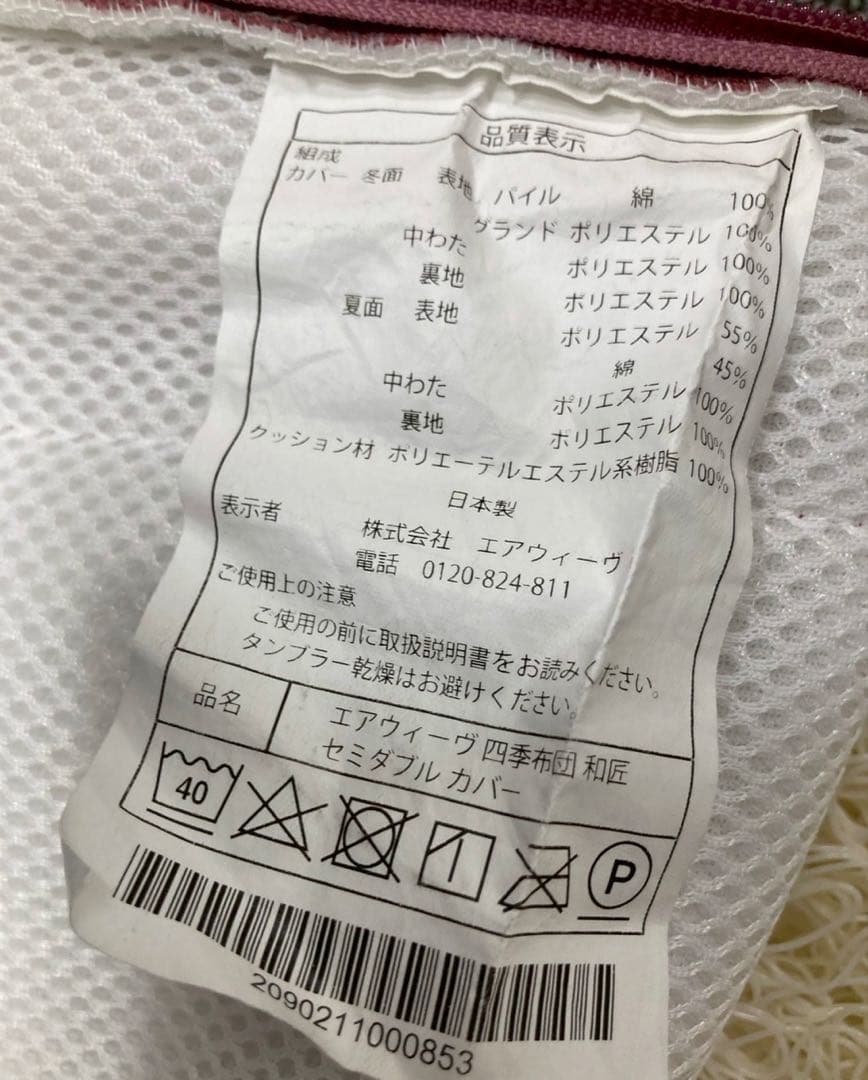 品質表示
組成
カバー 冬面 表地 パイル 綿 100%
グランド ポリエステル 100%
中わた ポリエステル 100%
裏地 ポリエステル 100%
夏面 表地 ポリエステル 55%
綿 45%
中わた ポリエステル 100%
裏地 ポリエステル 100%
クッション材 ポリエーテルエステル系樹脂 100%
日本製
表示者 株式会社 エアウィーヴ
電話 0120-824-811
ご使用上の注意
ご使用の前に取扱説明書をお読みください。
タンブラー乾燥はお避けください。
品名 エアウィーヴ 四季布団 和匠
セミダブル カバー
40 P
2090211000853